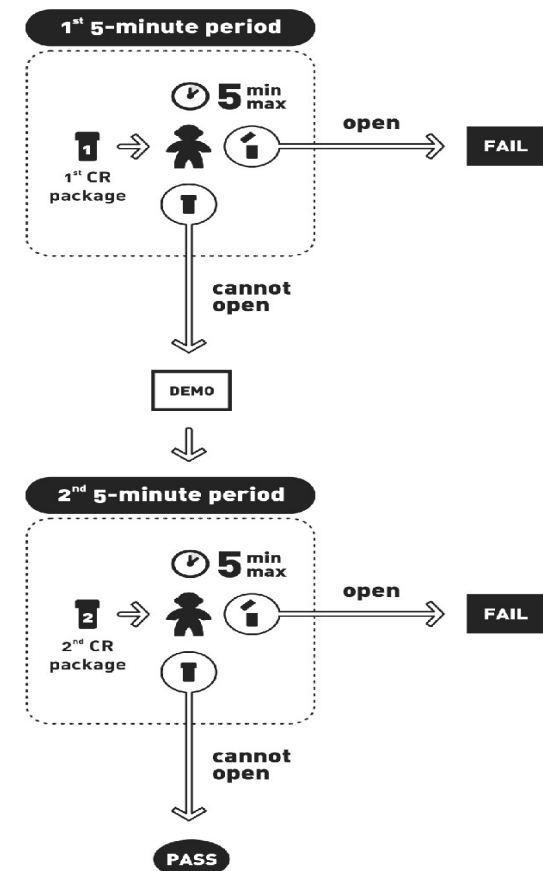 1st 5-minute period
5 min
max
open
FAIL
1
1st CR
package
cannot
open
DEMO
2nd 5-minute period
5 min
max
open
FAIL
2
2nd CR
package
cannot
open
PASS